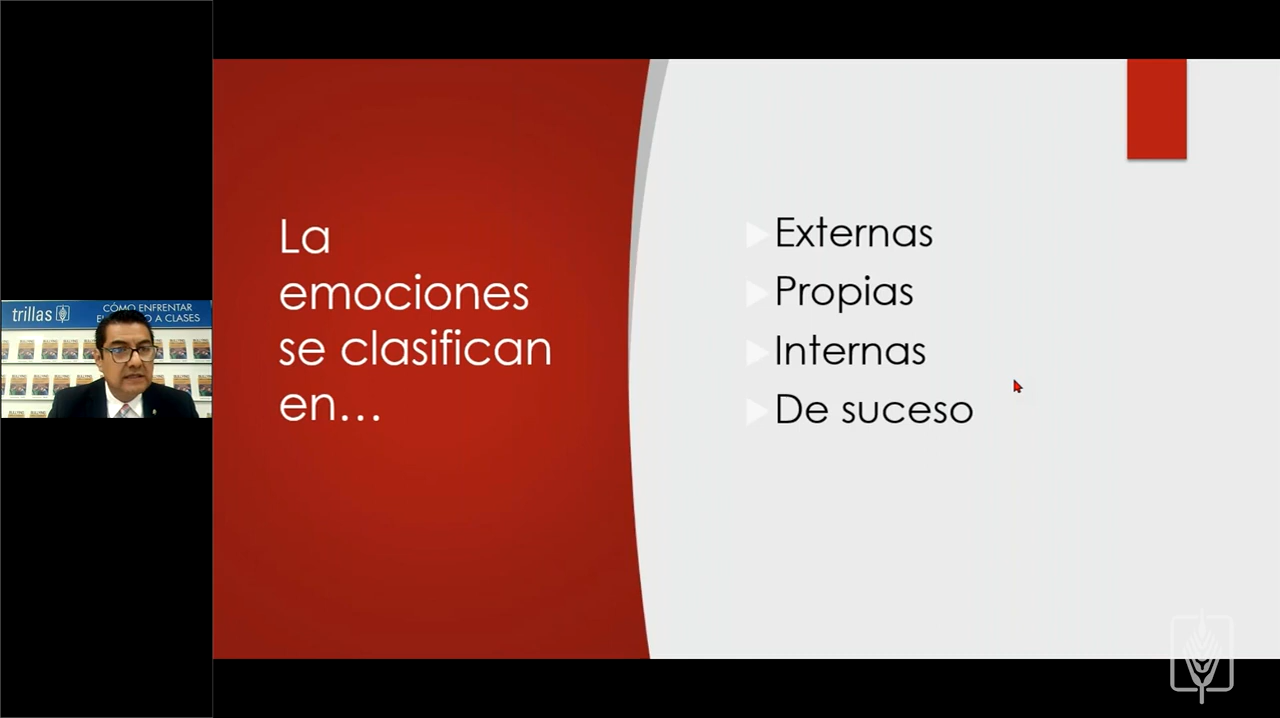 La
emociones
se clasifican
en…
Externas
Propias
Internas
De suceso
trillas
CÓMO ENFRENTAR
A CLASES